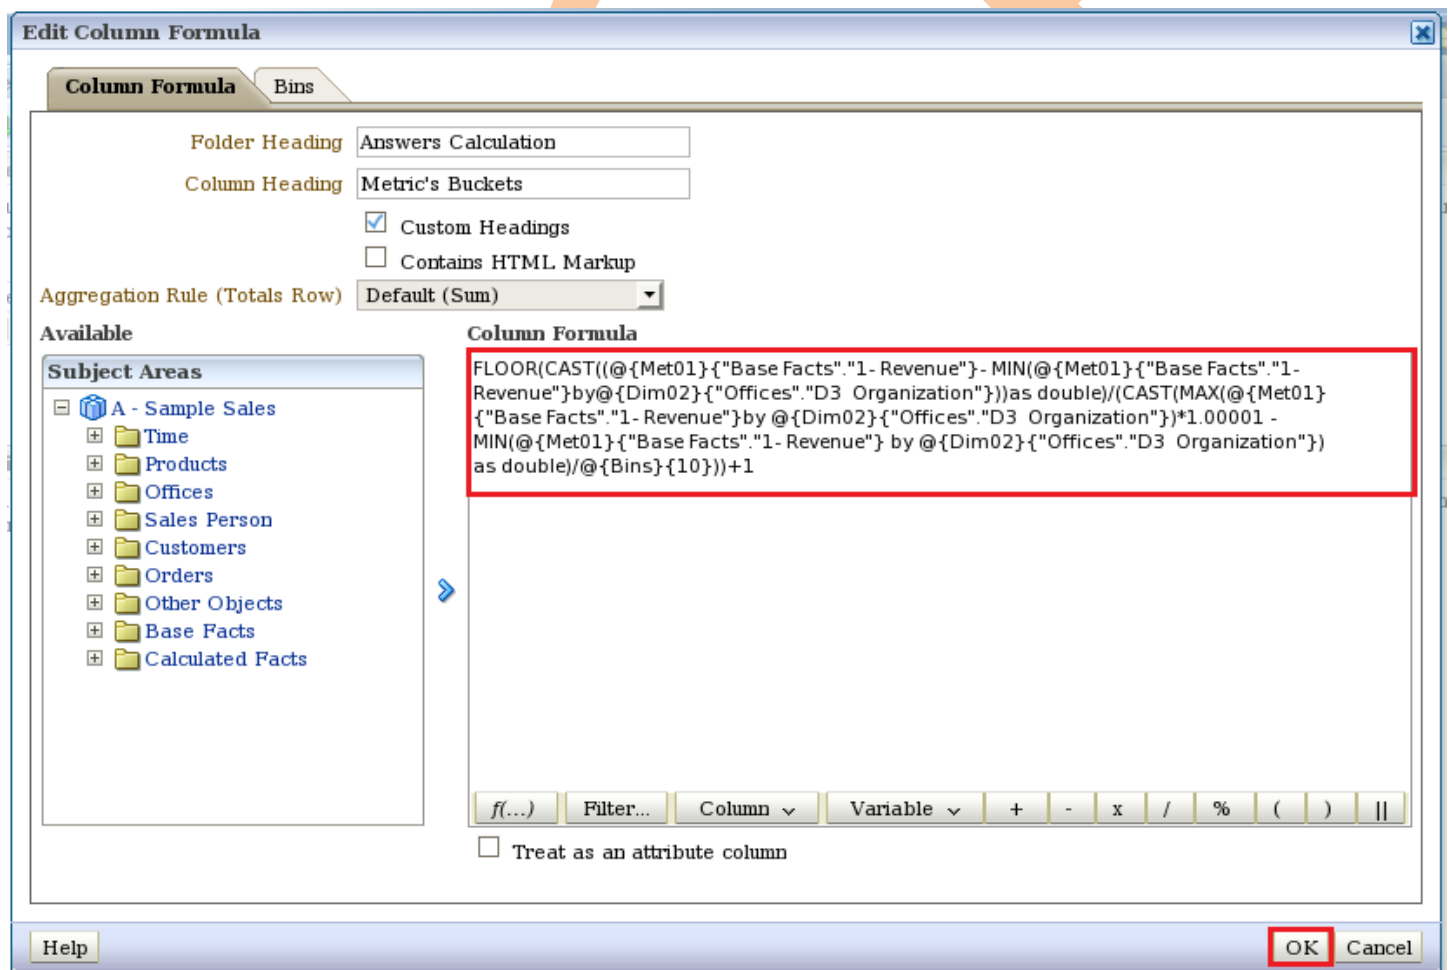 Edit Column Formula
Column Formula
Bins
Folder Heading
Answers Calculation
Column Heading
Metric's Buckets
Custom Headings
Contains HTML Markup
Aggregation Rule (Totals Row)
Default (Sum)
Available
Subject Areas
A - Sample Sales
Time
Products
Offices
Sales Person
Customers
Orders
Other Objects
Base Facts
Calculated Facts
Column Formula
FLOOR(CAST((@{Met01}{"Base Facts"."1- Revenue"}- MIN(@{Met01}{"Base Facts"."1-
Revenue"}by@{Dim02}{"Offices"."D3  Organization"}))as double)/(CAST(MAX(@{Met01}
{"Base Facts"."1- Revenue"}by @{Dim02}{"Offices"."D3  Organization"})*1.00001 -
MIN(@{Met01}{"Base Facts"."1- Revenue"} by @{Dim02}{"Offices"."D3  Organization"})
as double)/@{Bins}{10}))+1
f(...)
Filter...
Column
Variable
+
-
x
/
%
(
)
||
Treat as an attribute column
Help
OK
Cancel